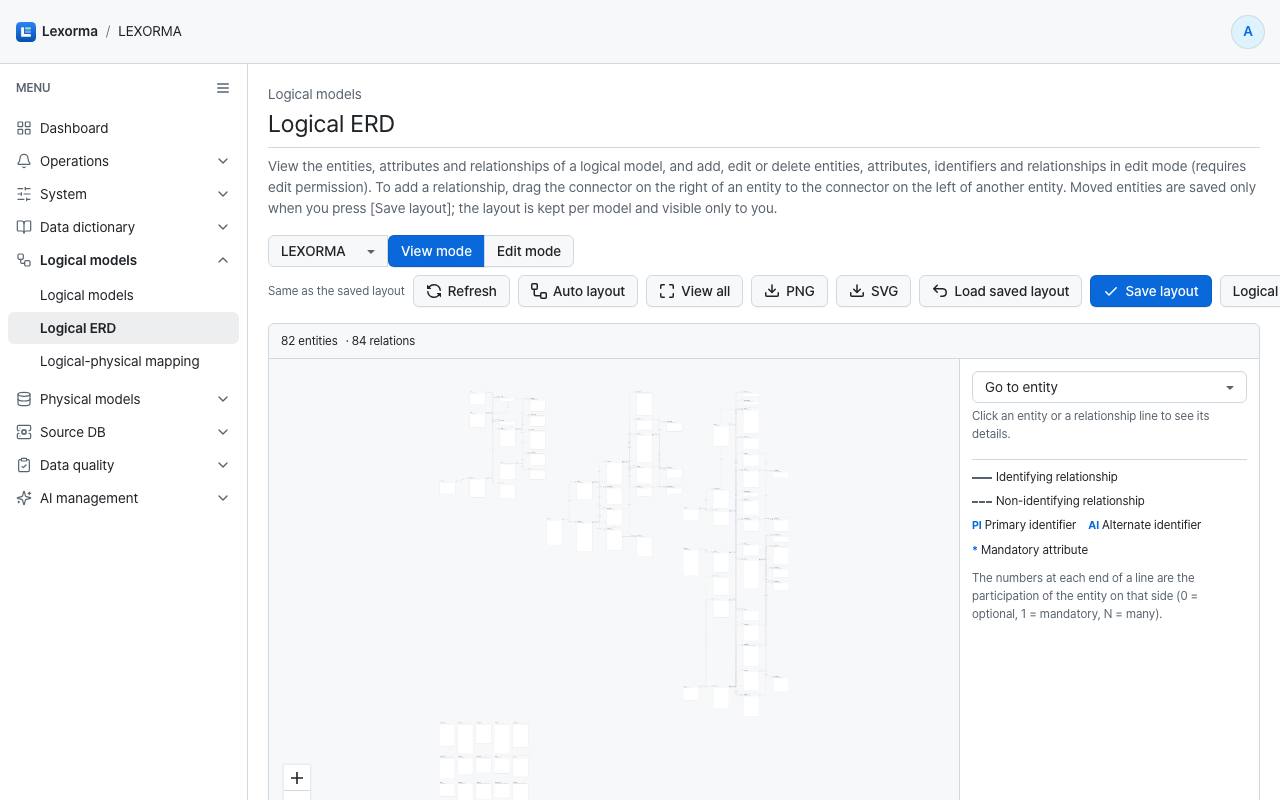 Lexorma / LEXORMA
A
MENU
Dashboard
Operations
System
Data dictionary
Logical models
Logical models
Logical ERD
Logical-physical mapping
Physical models
Source DB
Data quality
AI management
Logical models
Logical ERD
View the entities, attributes and relationships of a logical model, and add, edit or delete entities, attributes, identifiers and relationships in edit mode (requires
edit permission). To add a relationship, drag the connector on the right of an entity to the connector on the left of another entity. Moved entities are saved only
when you press [Save layout]; the layout is kept per model and visible only to you.
LEXORMA View mode Edit mode
Same as the saved layout Refresh Auto layout View all PNG SVG Load saved layout Save layout Logical
82 entities · 84 relations
Go to entity
Click an entity or a relationship line to see its
details.
Identifying relationship
Non-identifying relationship
PI Primary identifier AI Alternate identifier
* Mandatory attribute
The numbers at each end of a line are the
participation of the entity on that side (0 =
optional, 1 = mandatory, N = many).
+